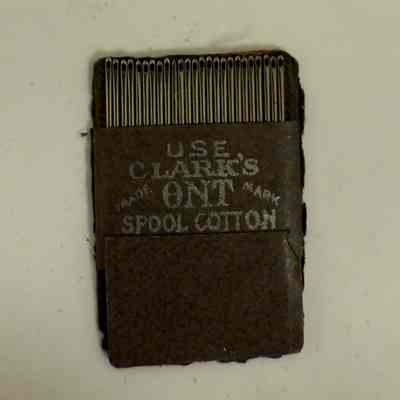 USE
CLARK'S
TRADE ONT MARK
SPOOL COTTON